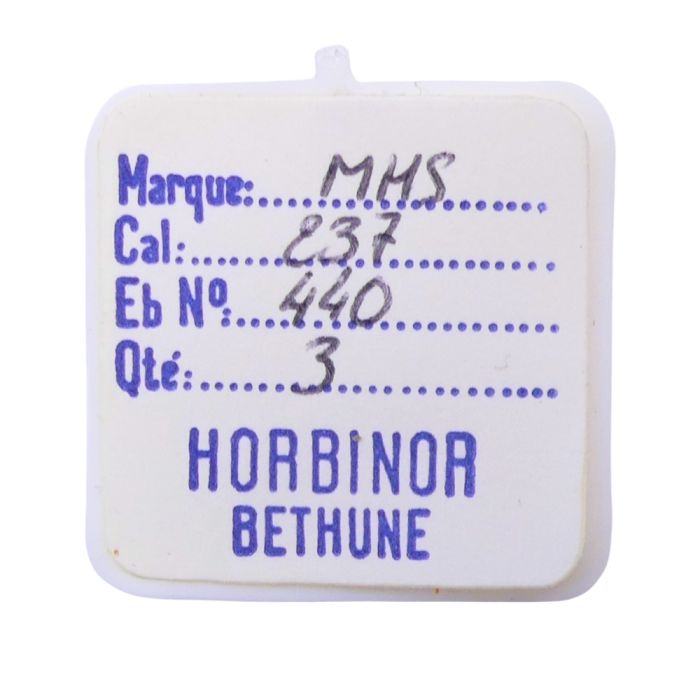 Marque:....MHS..........
Cal:......237............
Eb Nº:....440............
Qté:.......3.............
HORBINOR
BETHUNE